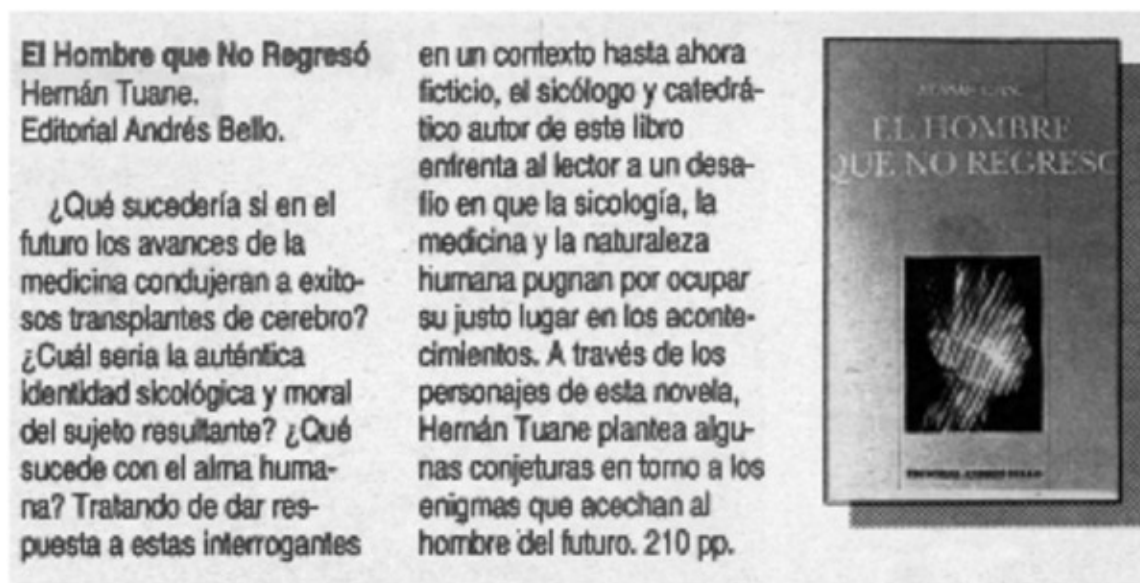 El Hombre que No Regresó
Hernán Tuane.
Editorial Andrés Bello.
¿Qué sucedería si en el
futuro los avances de la
medicina condujeran a exito-
sos transplantes de cerebro?
¿Cuál sería la auténtica
identidad sicológica y moral
del sujeto resultante? ¿Qué
sucede con el alma huma-
na? Tratando de dar res-
puesta a estas interrogantes
en un contexto hasta ahora
ficticio, el sicólogo y catedrá-
tico autor de este libro
enfrenta al lector a un desa-
fío en que la sicología, la
medicina y la naturaleza
humana pugnan por ocupar
su justo lugar en los aconte-
cimientos. A través de los
personajes de esta novela,
Hernán Tuane plantea algu-
nas conjeturas en torno a los
enigmas que acechan al
hombre del futuro. 210 pp.
EL HOMBRE
QUE NO REGRESO
EDITORIAL ANDRES BELLO